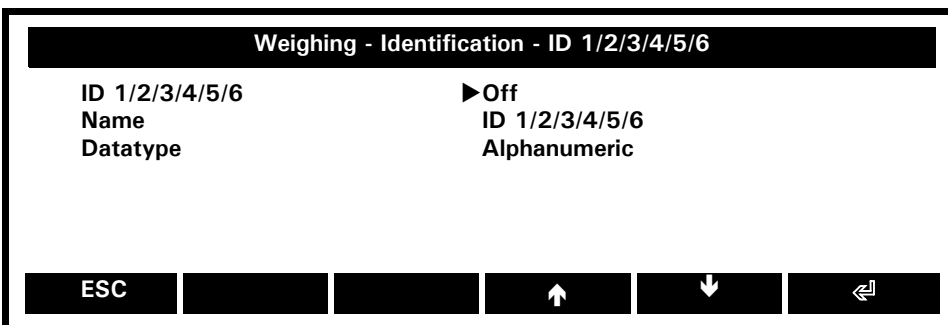 Weighing - Identification - ID 1/2/3/4/5/6
ID 1/2/3/4/5/6 ▶Off
Name ID 1/2/3/4/5/6
Datatype Alphanumeric
ESC ↑ ↓ ↵